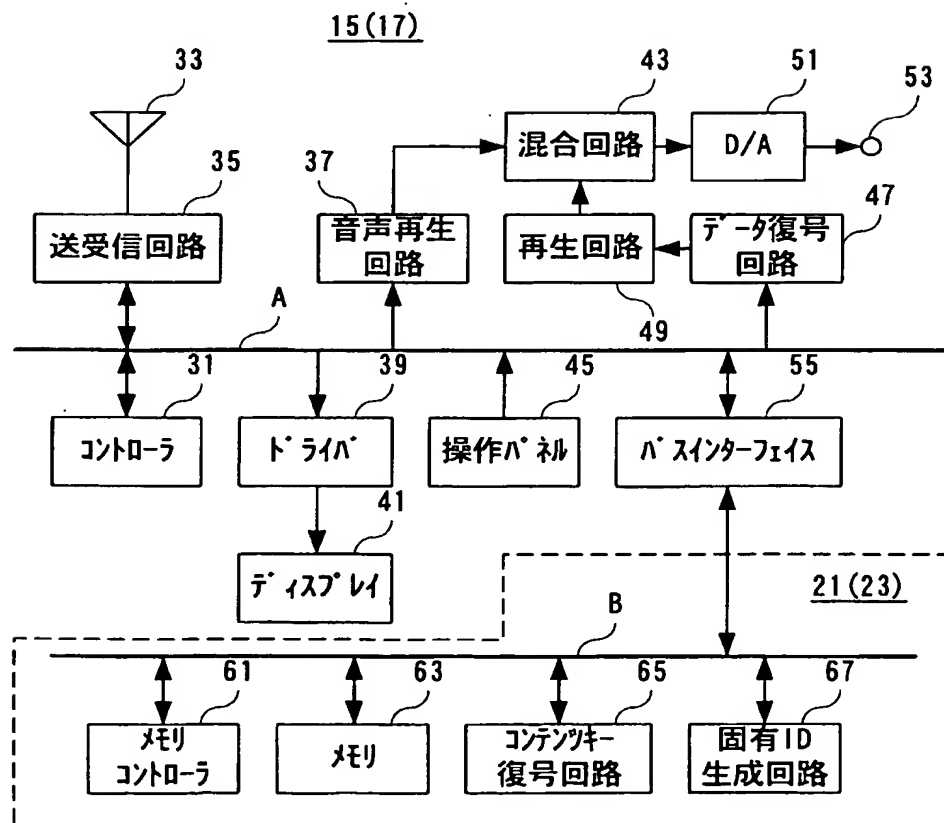 15(17)
33
43
51
53
混合回路
D/A
35
37
47
送受信回路
音声再生
回路
再生回路
データ復号
回路
A
49
31
39
45
55
コントローラ
ドライバ
操作パネル
バスインターフェイス
41
ディスプレイ
21(23)
B
61
63
65
67
メモリ
コントローラ
メモリ
コンテンツキー
復号回路
固有ID
生成回路